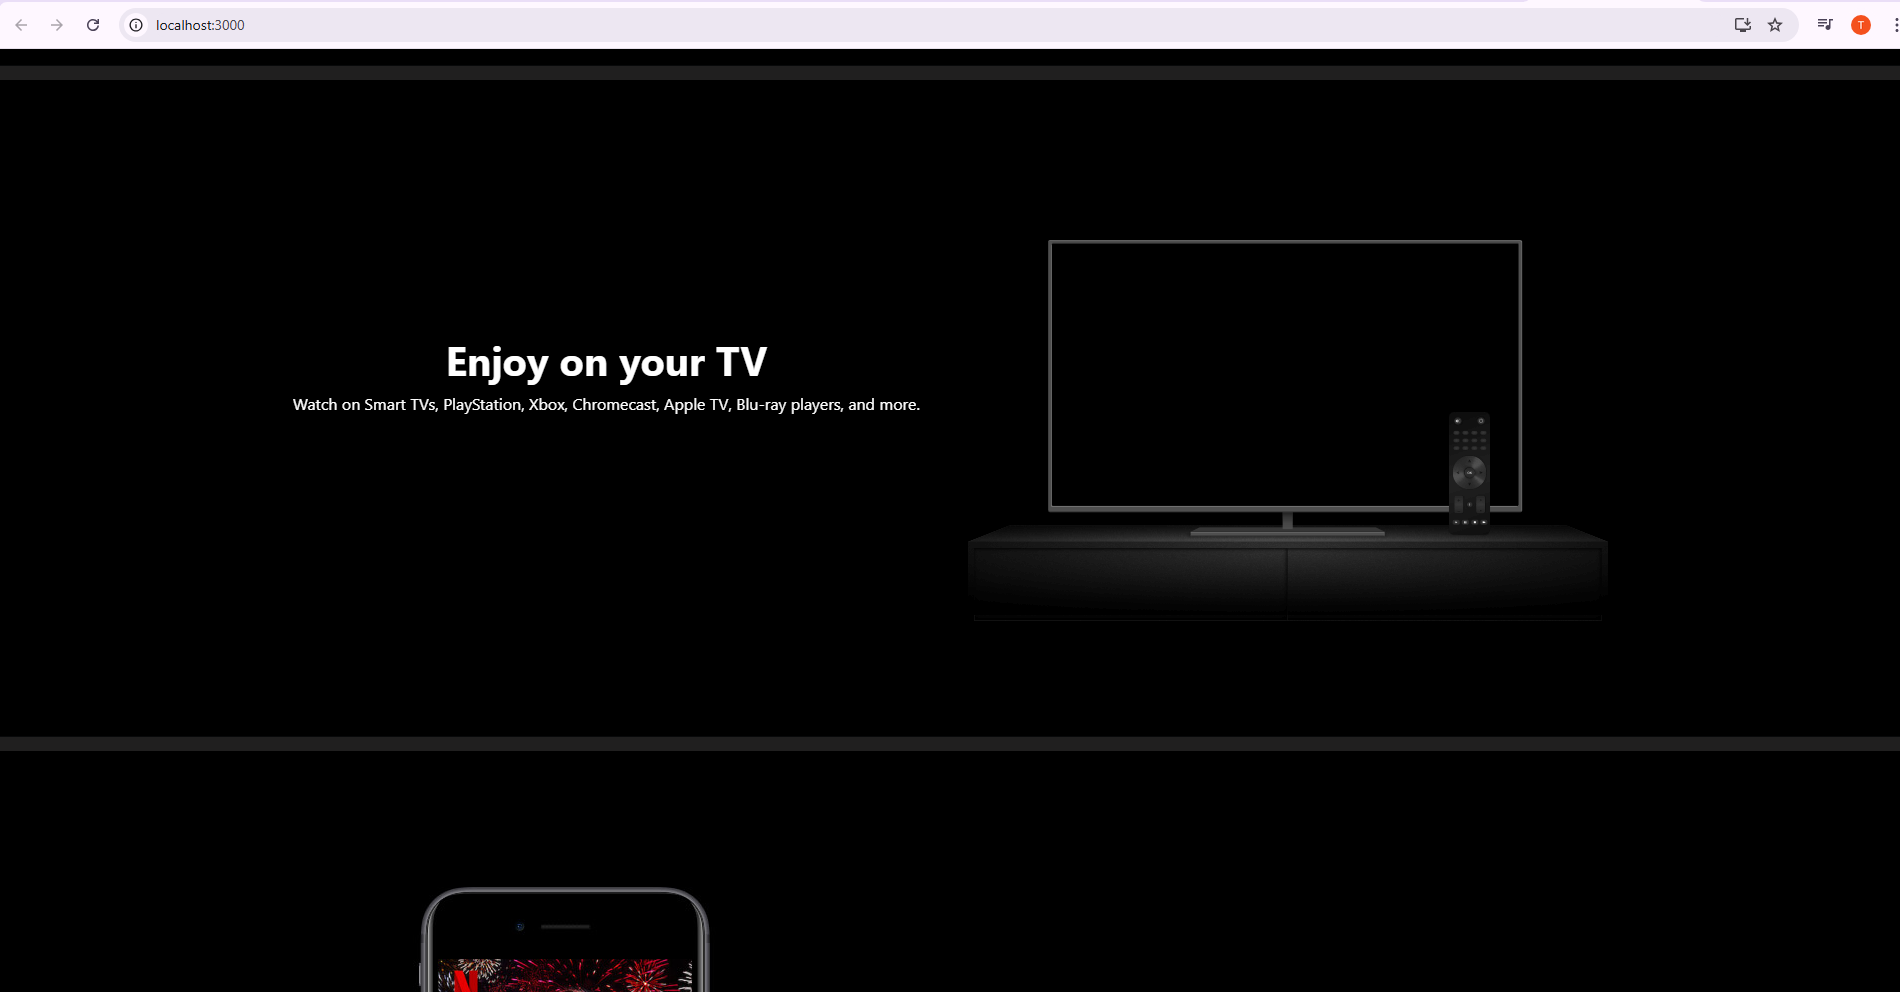 localhost:3000
T
Enjoy on your TV
Watch on Smart TVs, PlayStation, Xbox, Chromecast, Apple TV, Blu-ray players, and more.
N